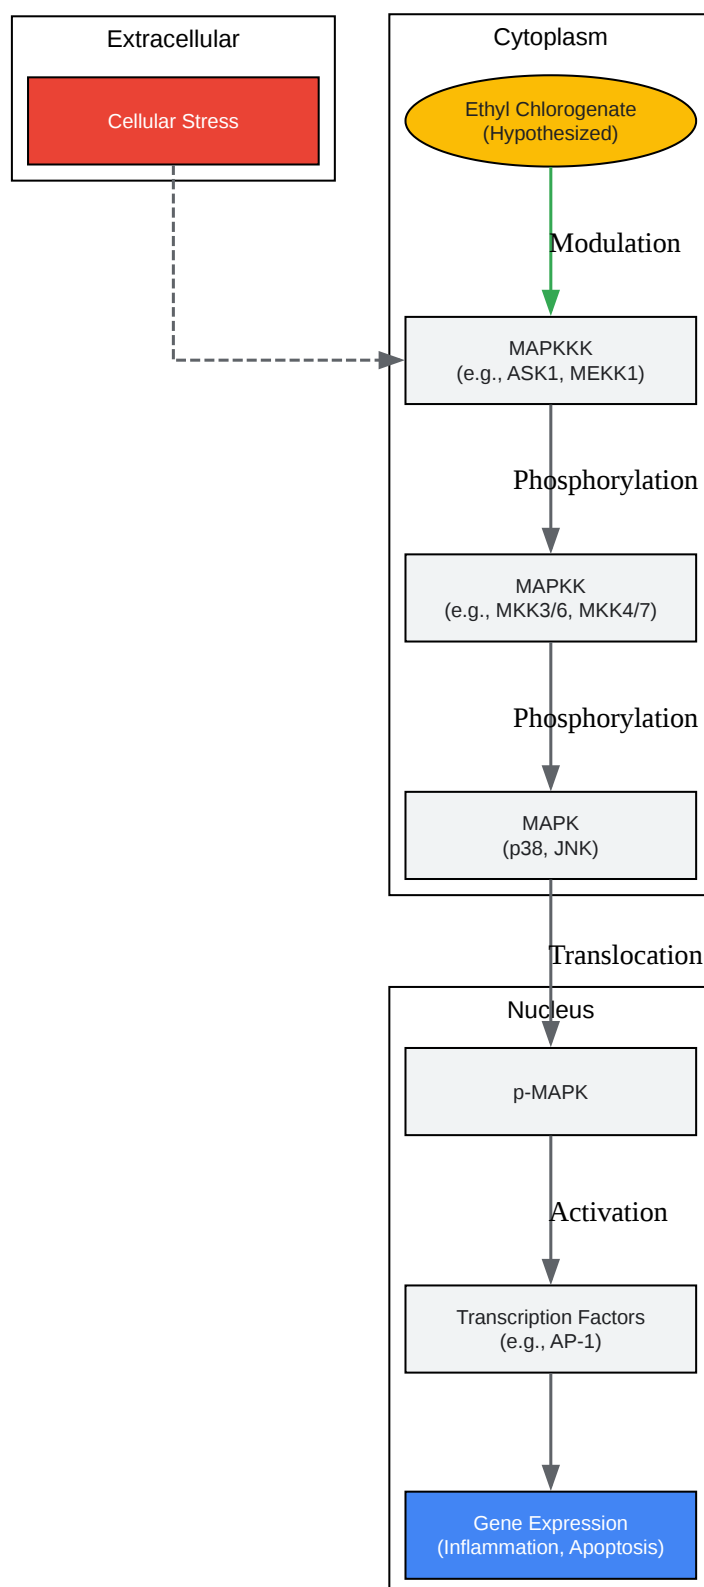 Extracellular
Cellular Stress
Cytoplasm
Ethyl Chlorogenate
(Hypothesized)
Modulation
MAPKKK
(e.g., ASK1, MEKK1)
Phosphorylation
MAPKK
(e.g., MKK3/6, MKK4/7)
Phosphorylation
MAPK
(p38, JNK)
Translocation
Nucleus
p-MAPK
Activation
Transcription Factors
(e.g., AP-1)
Gene Expression
(Inflammation, Apoptosis)